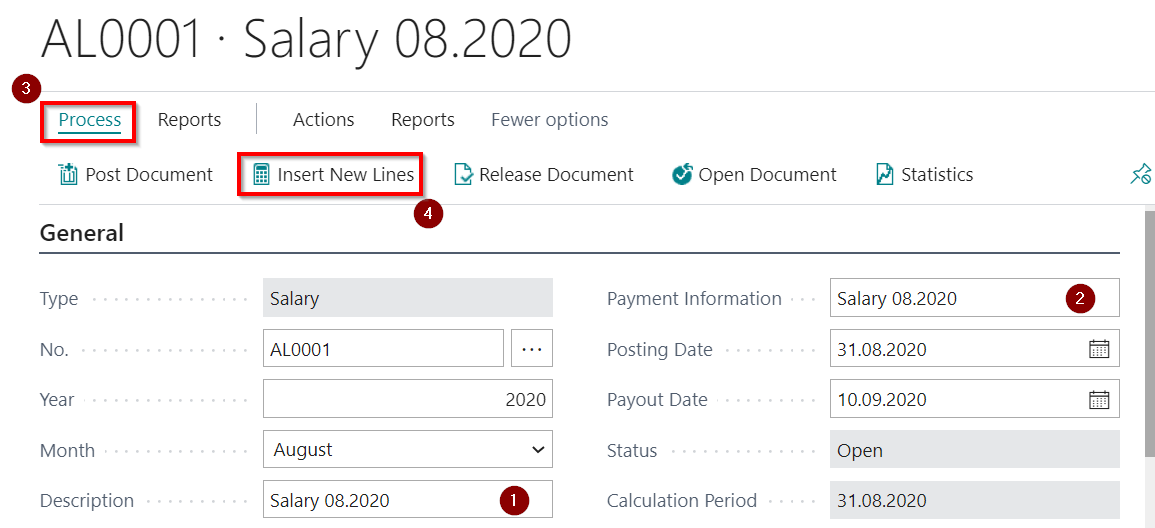 AL0001 · Salary 08.2020
3
Process Reports Actions Reports Fewer options
Post Document Insert New Lines Release Document Open Document Statistics
4
General
Type Salary Payment Information Salary 08.2020 2
No. AL0001 ... Posting Date 31.08.2020
Year 2020 Payout Date 10.09.2020
Month August Status Open
Description Salary 08.2020 1 Calculation Period 31.08.2020